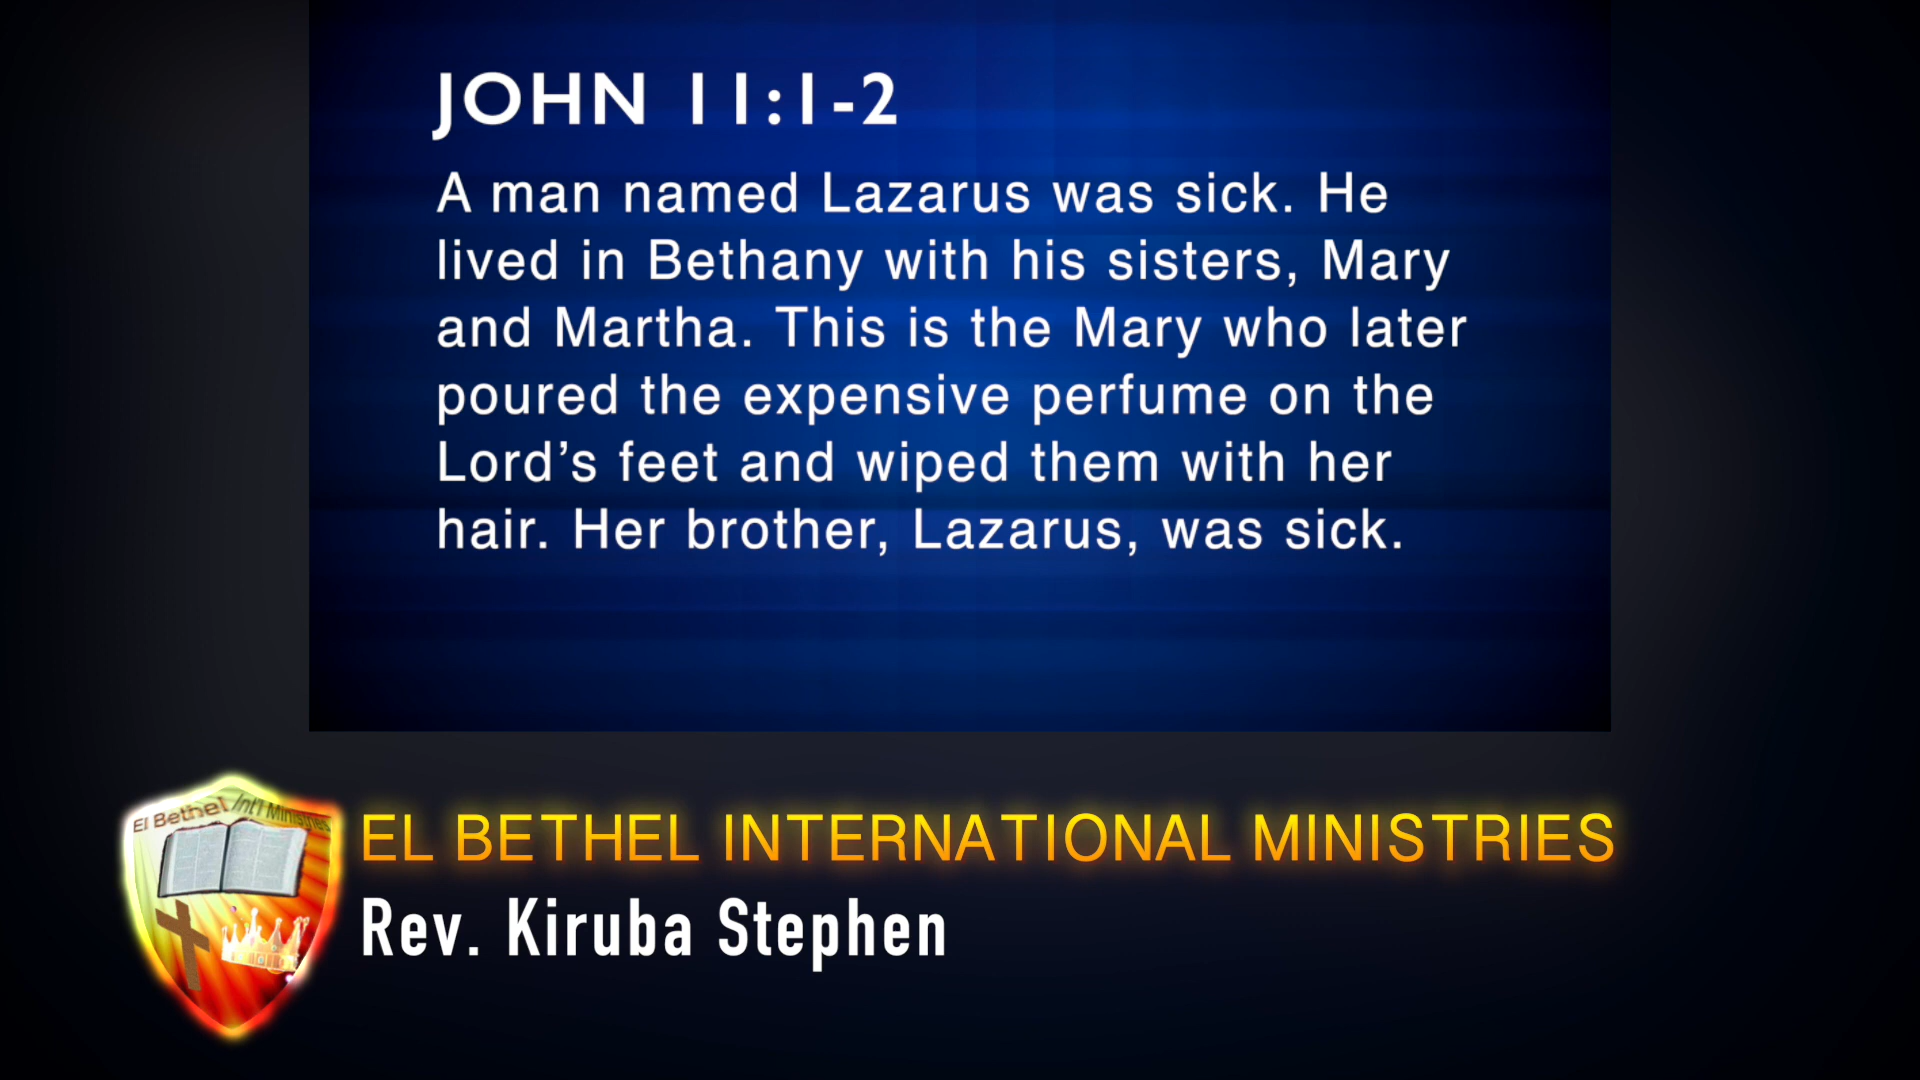 JOHN 11:1-2
A man named Lazarus was sick. He
lived in Bethany with his sisters, Mary
and Martha. This is the Mary who later
poured the expensive perfume on the
Lord’s feet and wiped them with her
hair. Her brother, Lazarus, was sick.
El Bethel Int'l Ministries
EL BETHEL INTERNATIONAL MINISTRIES
Rev. Kiruba Stephen